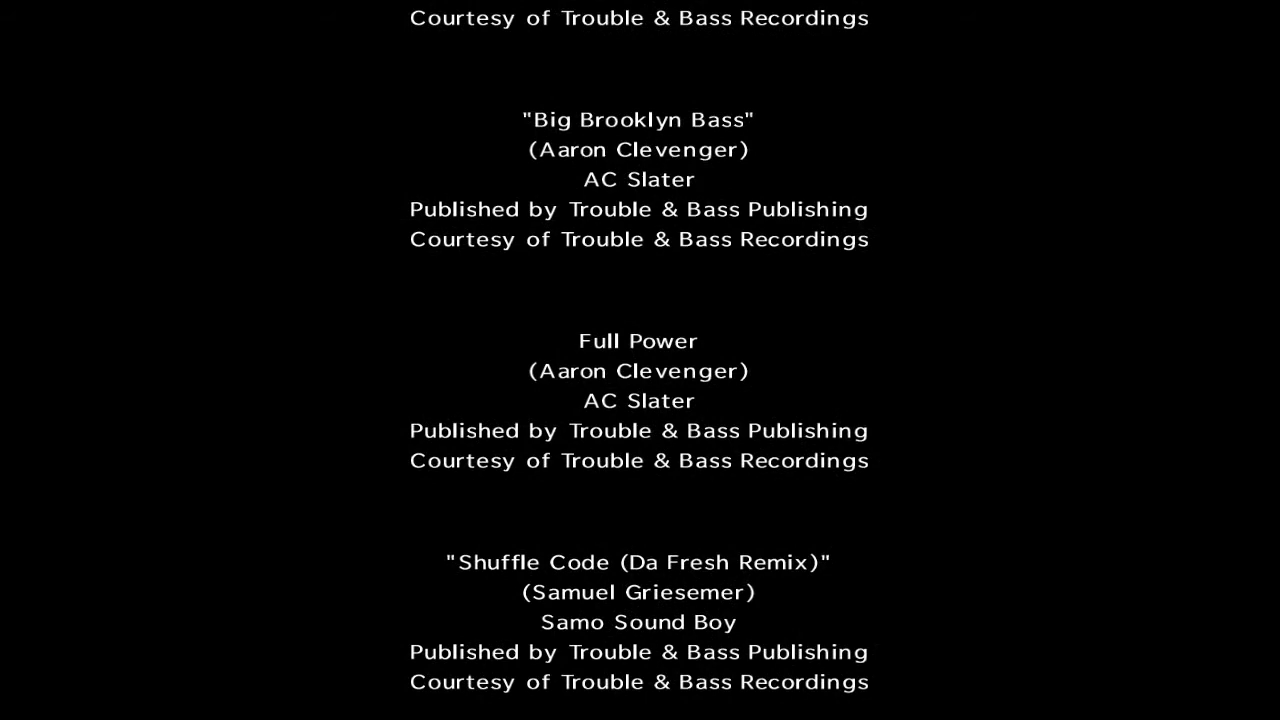 Courtesy of Trouble & Bass Recordings
"Big Brooklyn Bass"
(Aaron Clevenger)
AC Slater
Published by Trouble & Bass Publishing
Courtesy of Trouble & Bass Recordings
Full Power
(Aaron Clevenger)
AC Slater
Published by Trouble & Bass Publishing
Courtesy of Trouble & Bass Recordings
"Shuffle Code (Da Fresh Remix)"
(Samuel Griesemer)
Samo Sound Boy
Published by Trouble & Bass Publishing
Courtesy of Trouble & Bass Recordings